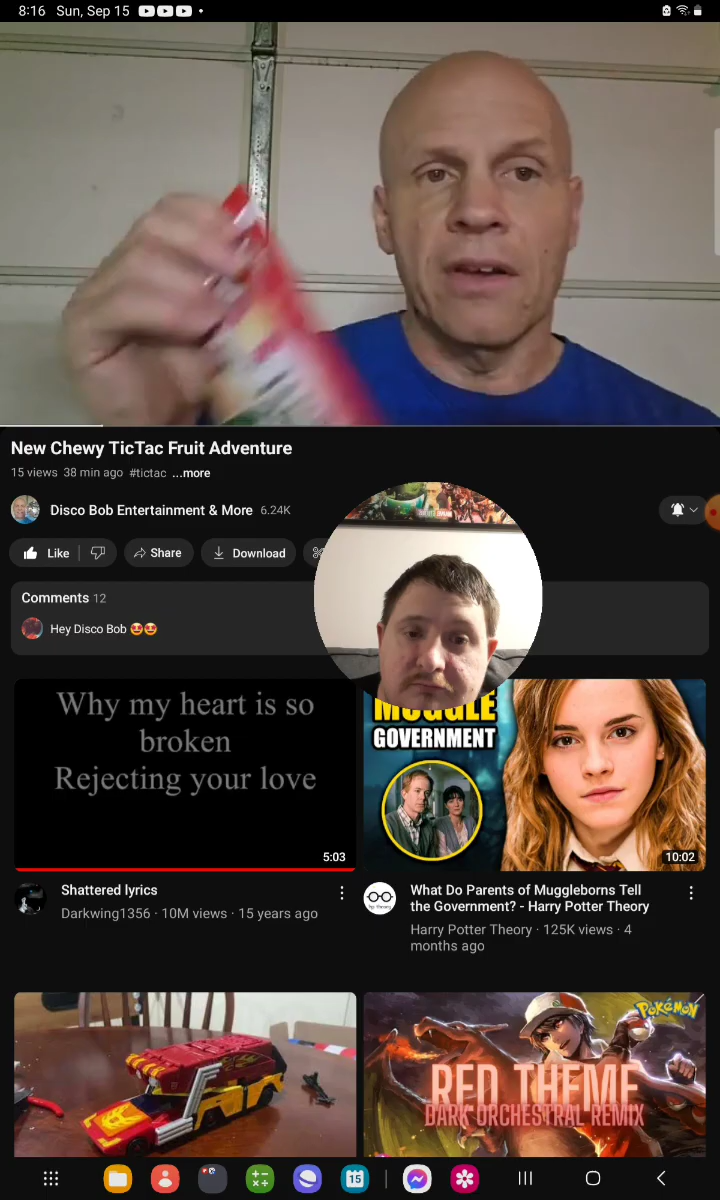 8:16 Sun, Sep 15
New Chewy TicTac Fruit Adventure
15 views 38 min ago #tictac ...more
Disco Bob Entertainment & More 6.24K
Like Share Download
Comments 12
Hey Disco Bob 😍😍
Why my heart is so
broken
Rejecting your love
5:03
MUGGLE
GOVERNMENT
10:02
Shattered lyrics
Darkwing1356 · 10M views · 15 years ago
What Do Parents of Muggleborns Tell
the Government? - Harry Potter Theory
Harry Potter Theory · 125K views · 4
months ago
POKéMON
RED THEME
DARK ORCHESTRAL REMIX
15